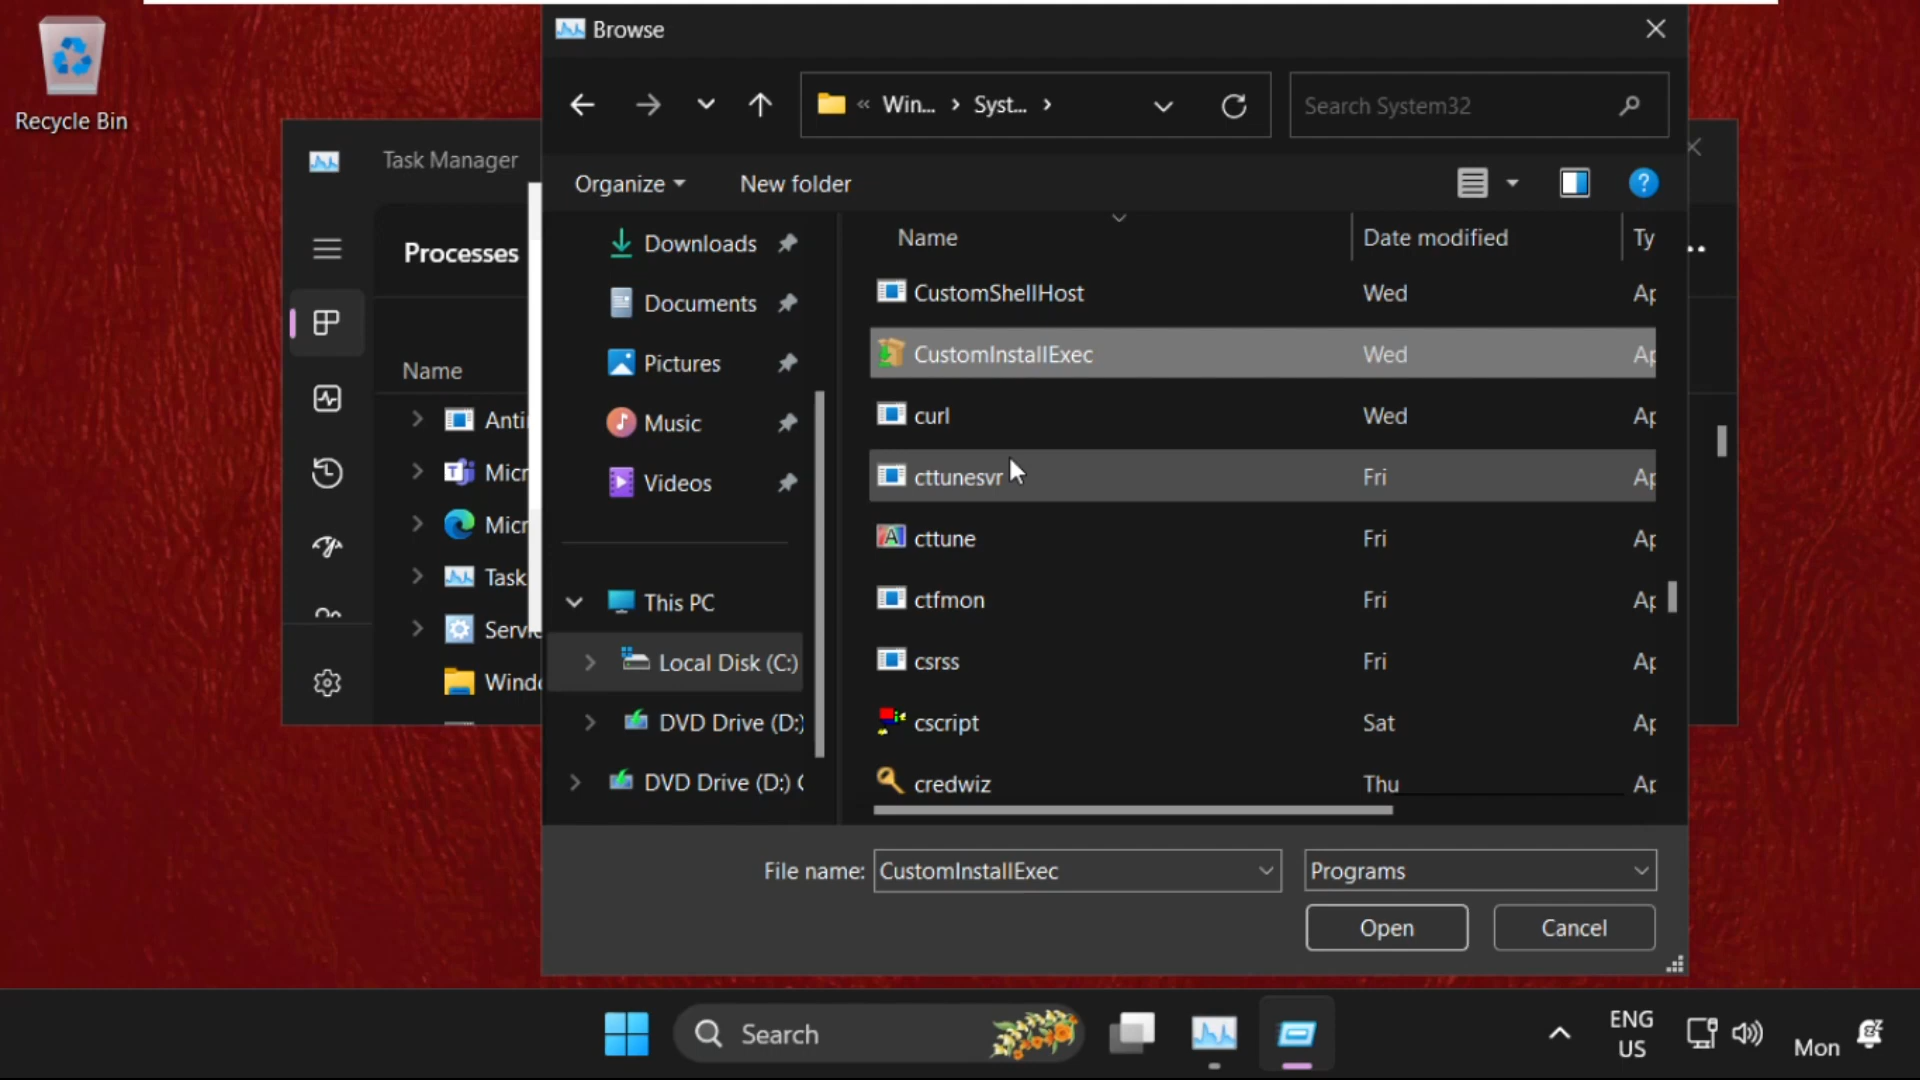 Recycle Bin
Task Manager
Processes
Name
Anti
Micr
Micr
Task
Servi
Windo
Browse
« Win... › Syst... ›
Search System32
Organize
New folder
Downloads
Documents
Pictures
Music
Videos
This PC
Local Disk (C:)
DVD Drive (D:)
DVD Drive (D:) C
Name Date modified Ty
CustomShellHost Wed Ap
CustomInstallExec Wed Ap
curl Wed Ap
cttunesvr Fri Ap
cttune Fri Ap
ctfmon Fri Ap
csrss Fri Ap
cscript Sat Ap
credwiz Thu Ap
File name: CustomInstallExec
Programs
Open
Cancel
Search
ENG
US
Mon